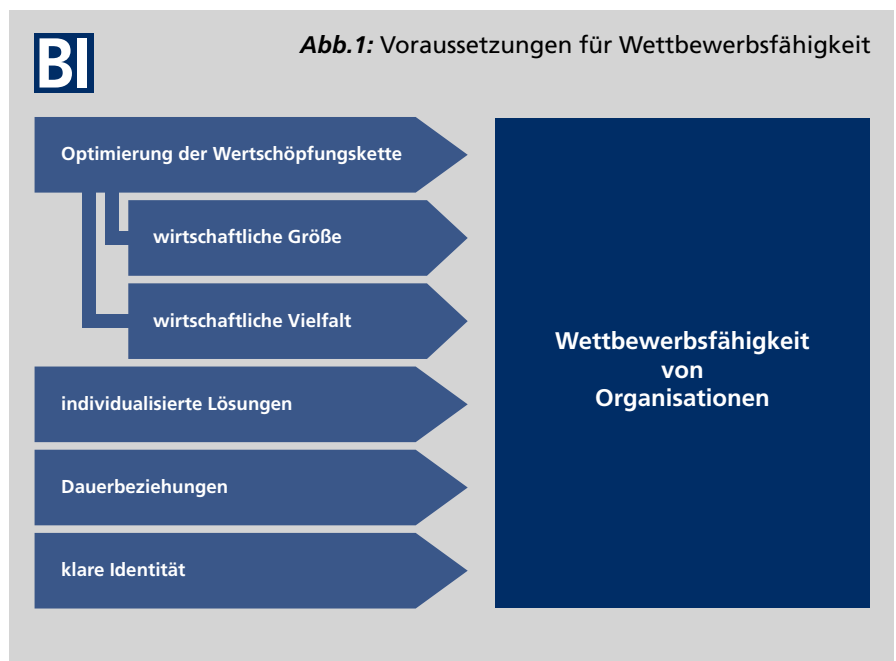 BI
Abb.1: Voraussetzungen für Wettbewerbsfähigkeit
Optimierung der Wertschöpfungskette
wirtschaftliche Größe
wirtschaftliche Vielfalt
individualisierte Lösungen
Dauerbeziehungen
klare Identität
Wettbewerbsfähigkeit
von
Organisationen